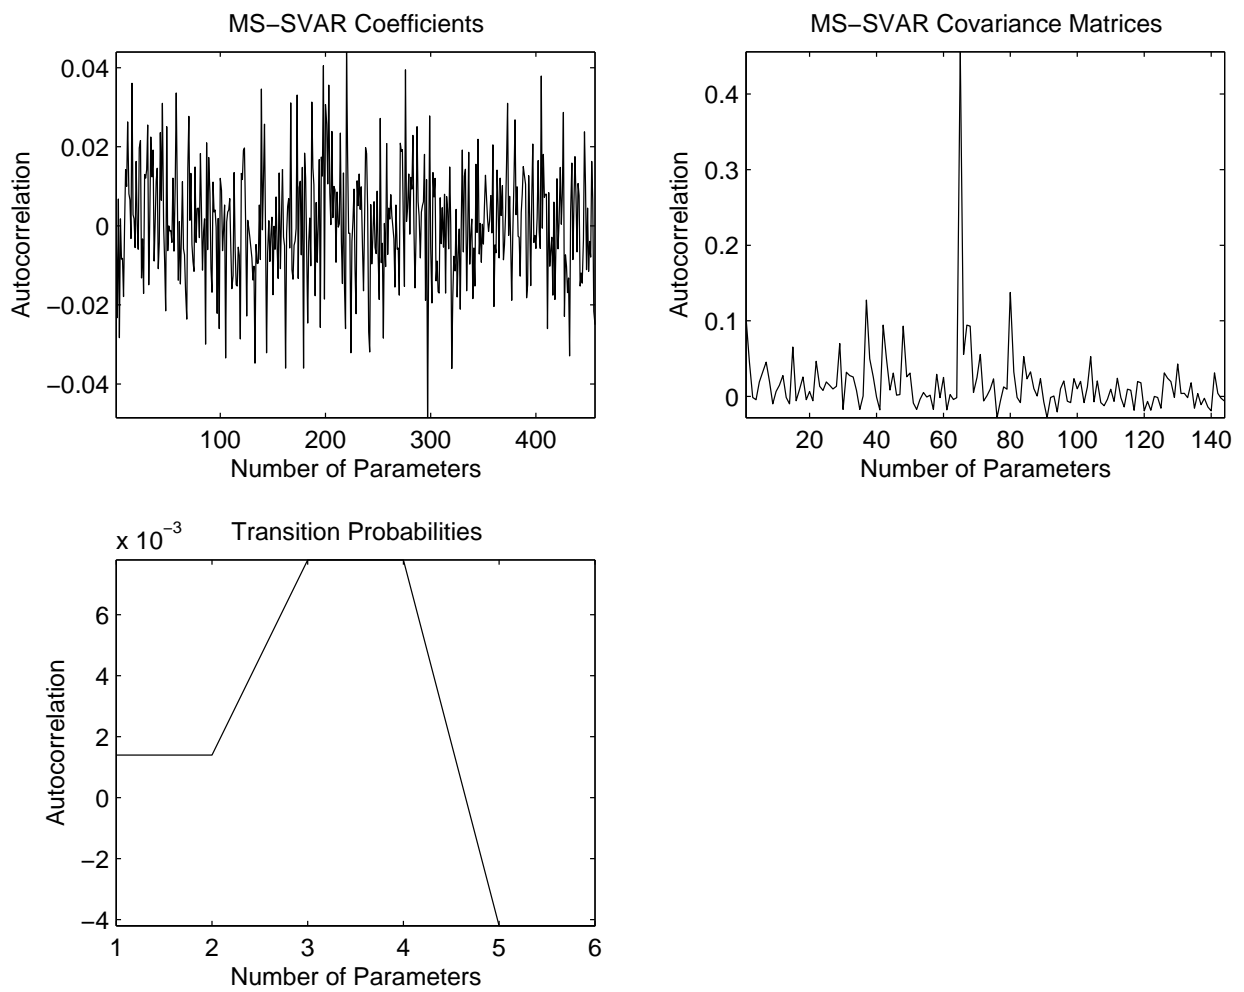 MS−SVAR Coefficients
0.04
0.02
0
−0.02
−0.04
Autocorrelation
100 200 300 400
Number of Parameters
MS−SVAR Covariance Matrices
0.4
0.3
0.2
0.1
0
Autocorrelation
20 40 60 80 100 120 140
Number of Parameters
x 10−3
Transition Probabilities
6
4
2
0
−2
−4
Autocorrelation
1 2 3 4 5 6
Number of Parameters